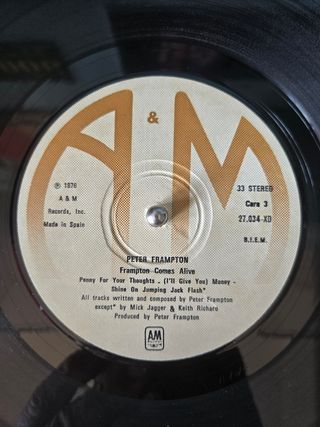 A & M
℗ 1976
A & M
Records, Inc.
Made in Spain
33 STEREO
Cara 3
27.034-XD
B.I.E.M.
PETER FRAMPTON
Frampton Comes Alive
Penny For Your Thoughts . (I'll Give You) Money -
Shine On Jumping Jack Flash*
All tracks written and composed by Peter Frampton
except* by Mick Jagger & Keith Richard
Produced by Peter Frampton
A&M